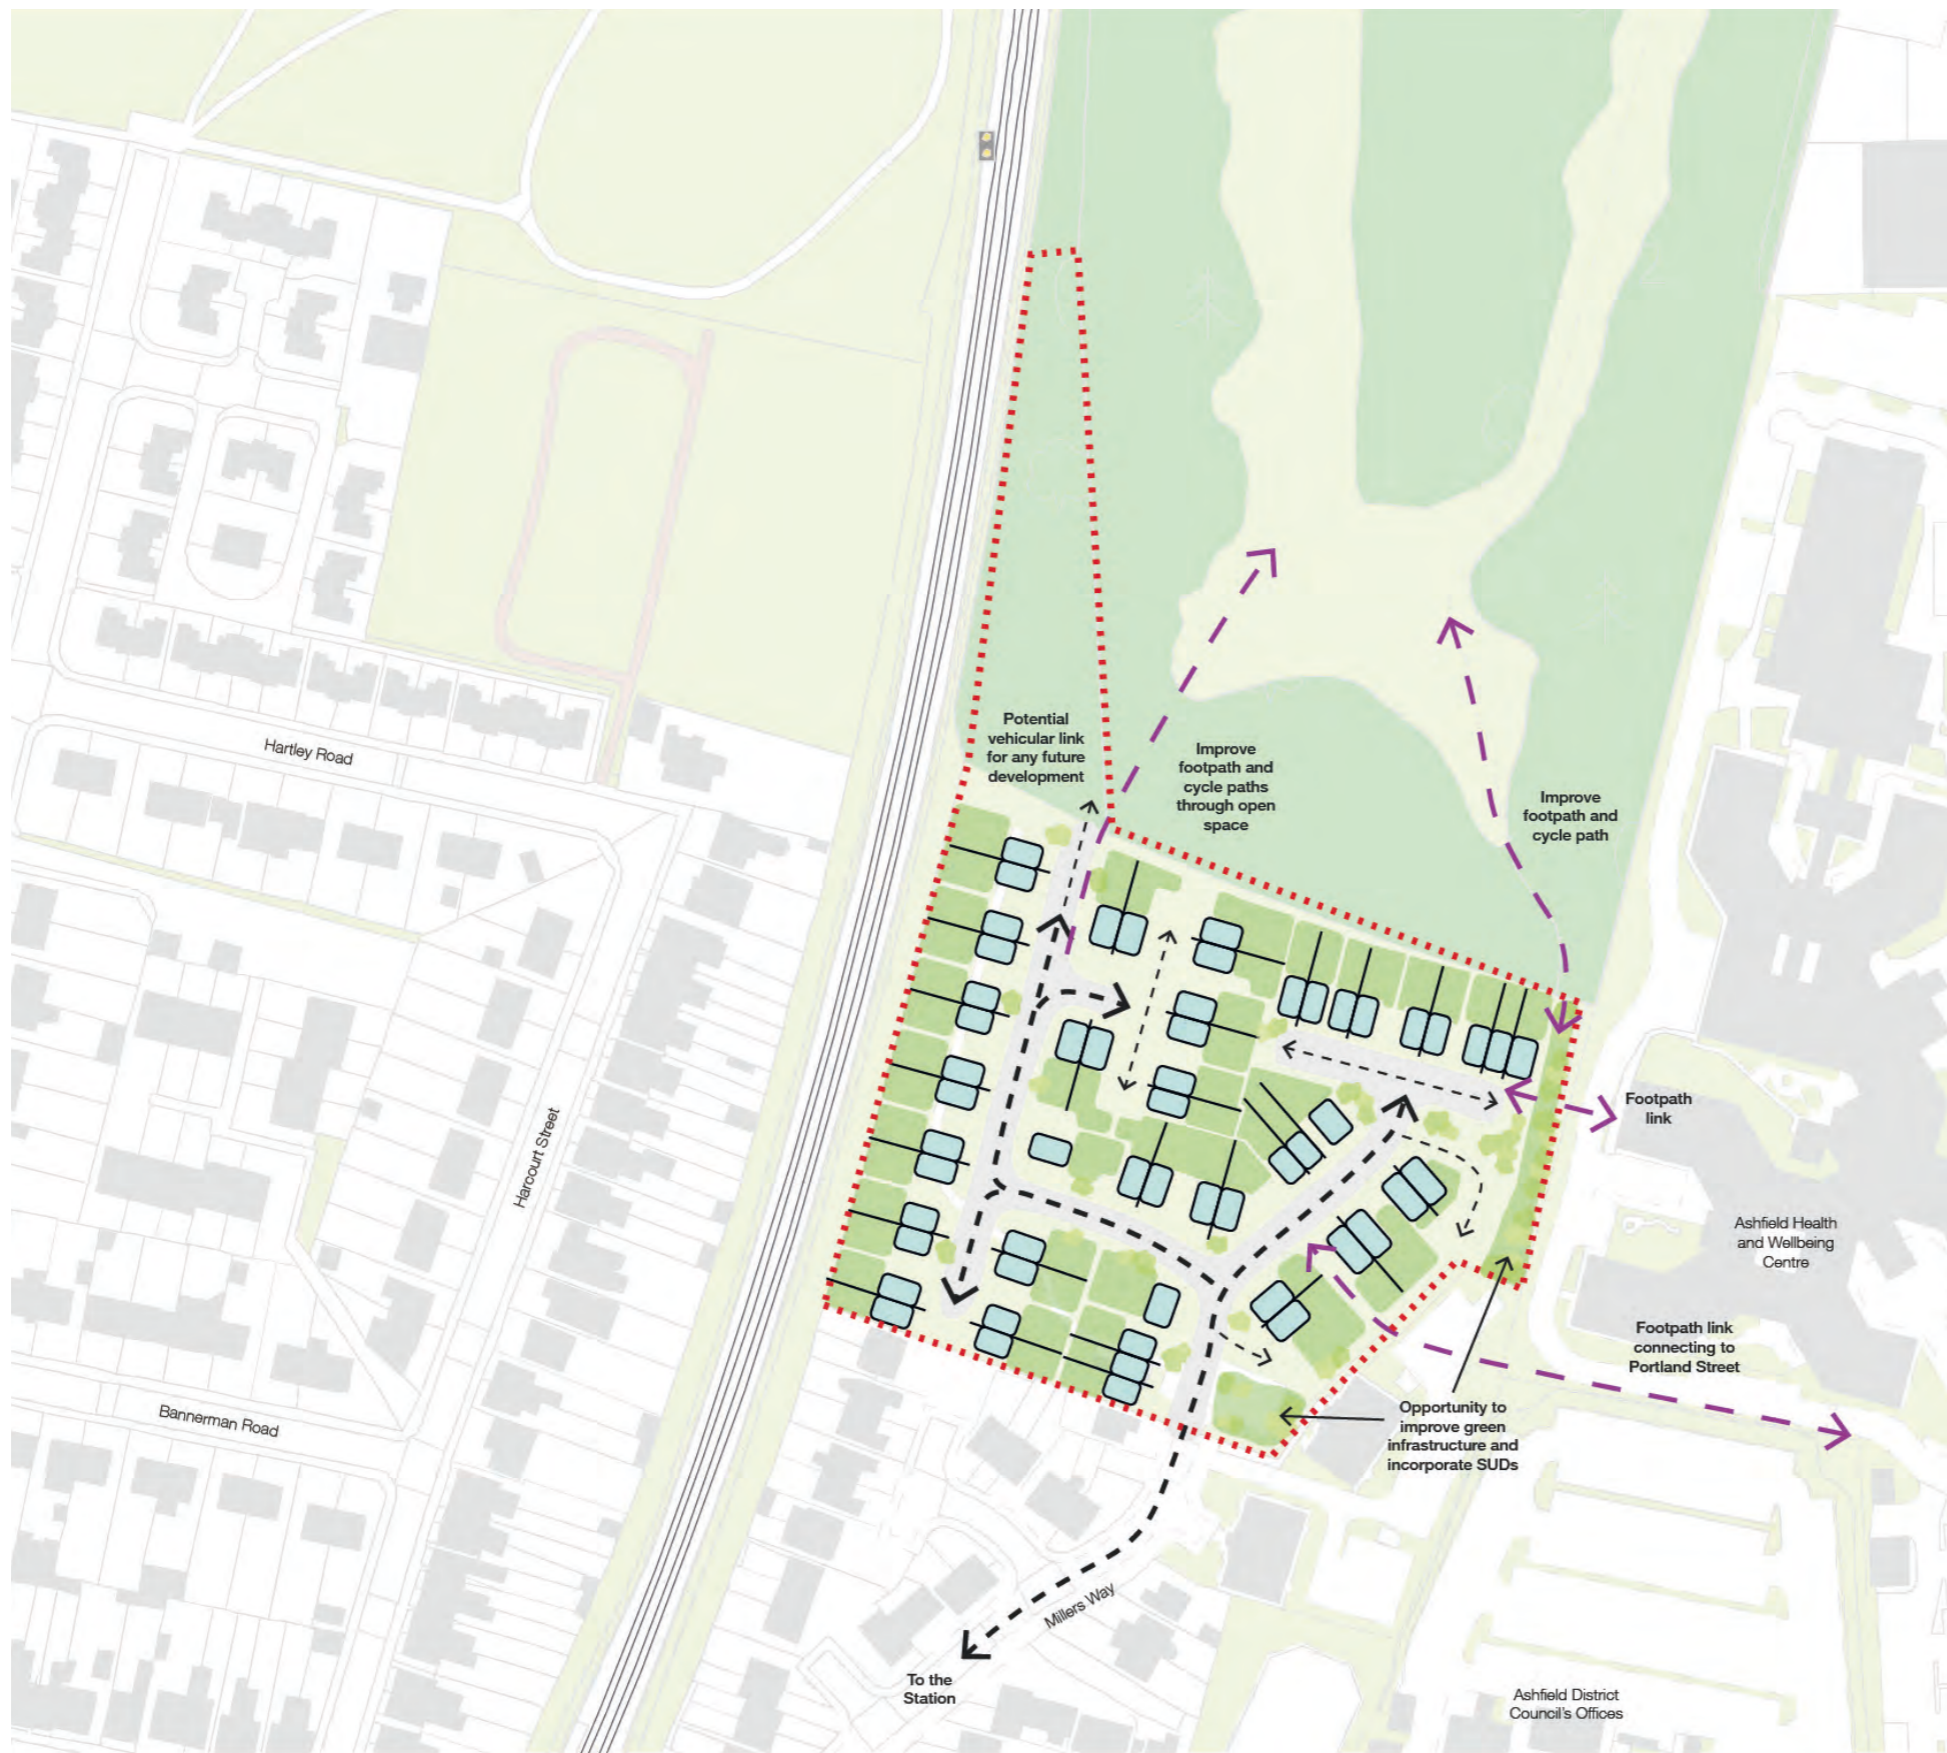 Potential
vehicular link
for any future
development
Improve
footpath and
cycle paths
through open
space
Improve
footpath and
cycle path
Hartley Road
Harcourt Street
Footpath
link
Ashfield Health
and Wellbeing
Centre
Footpath link
connecting to
Portland Street
Bannerman Road
Opportunity to
improve green
infrastructure and
incorporate SUDs
Millers Way
To the
Station
Ashfield District
Council's Offices